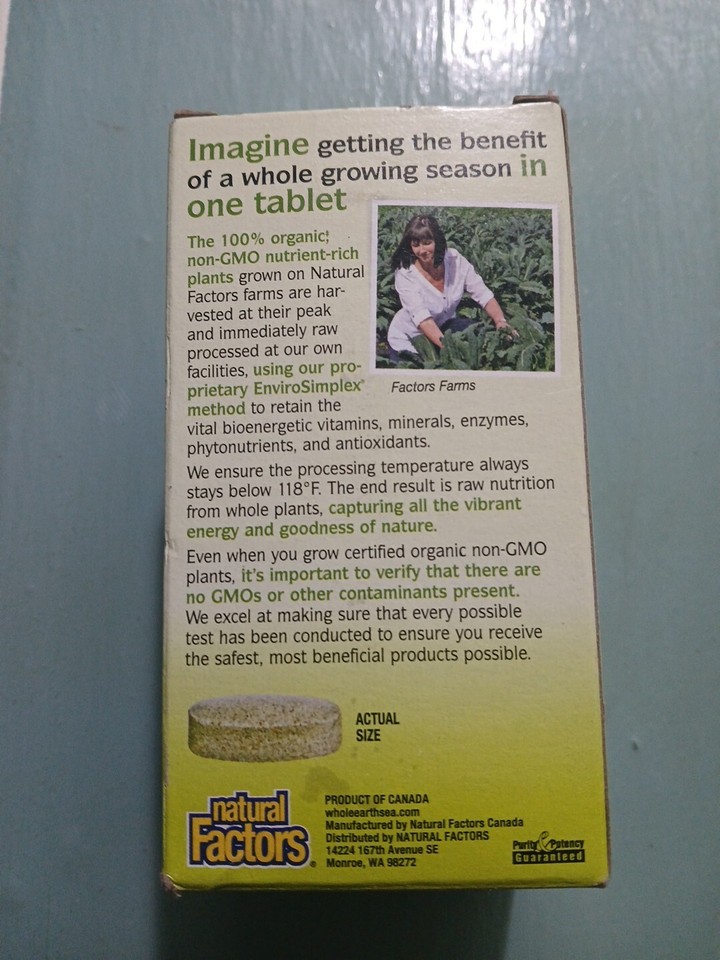 Imagine getting the benefit
of a whole growing season in
one tablet
The 100% organic‡
non-GMO nutrient-rich
plants grown on Natural
Factors farms are har-
vested at their peak
and immediately raw
processed at our own
facilities, using our pro-
prietary EnviroSimplex®
method to retain the
vital bioenergetic vitamins, minerals, enzymes,
phytonutrients, and antioxidants.
Factors Farms
We ensure the processing temperature always
stays below 118°F. The end result is raw nutrition
from whole plants, capturing all the vibrant
energy and goodness of nature.
Even when you grow certified organic non-GMO
plants, it's important to verify that there are
no GMOs or other contaminants present.
We excel at making sure that every possible
test has been conducted to ensure you receive
the safest, most beneficial products possible.
ACTUAL
SIZE
natural
Factors®
PRODUCT OF CANADA
wholeearthsea.com
Manufactured by Natural Factors Canada
Distributed by NATURAL FACTORS
14224 167th Avenue SE
Monroe, WA 98272
Purity & Potency
Guaranteed